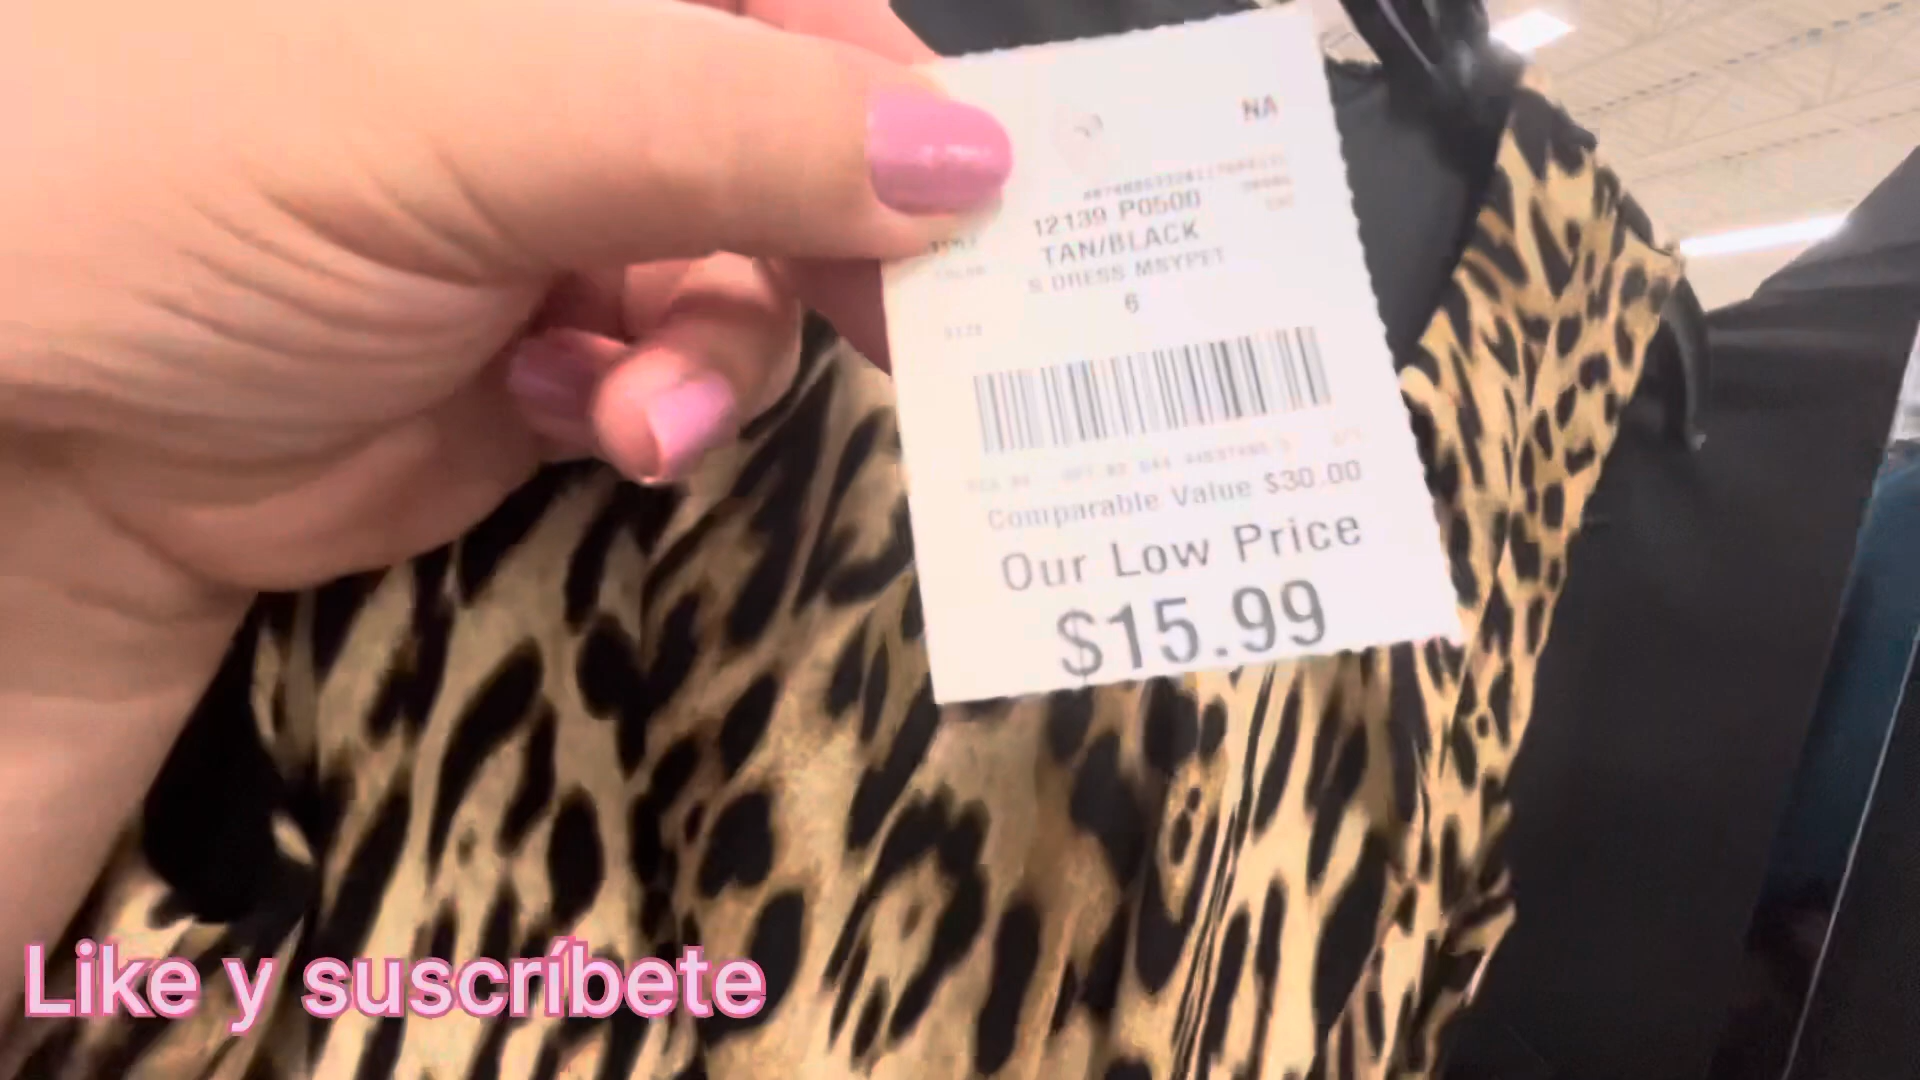 NA
12139 P0500
TAN/BLACK
S DRESS MSYPET
6
SIZE
Comparable Value $30.00
Our Low Price
$15.99
Like y suscríbete